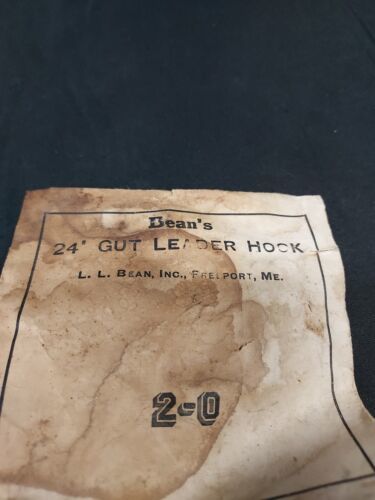 Bean's
24" GUT LEADER HOOK
L. L. BEAN, INC., FREEPORT, ME.
2-0